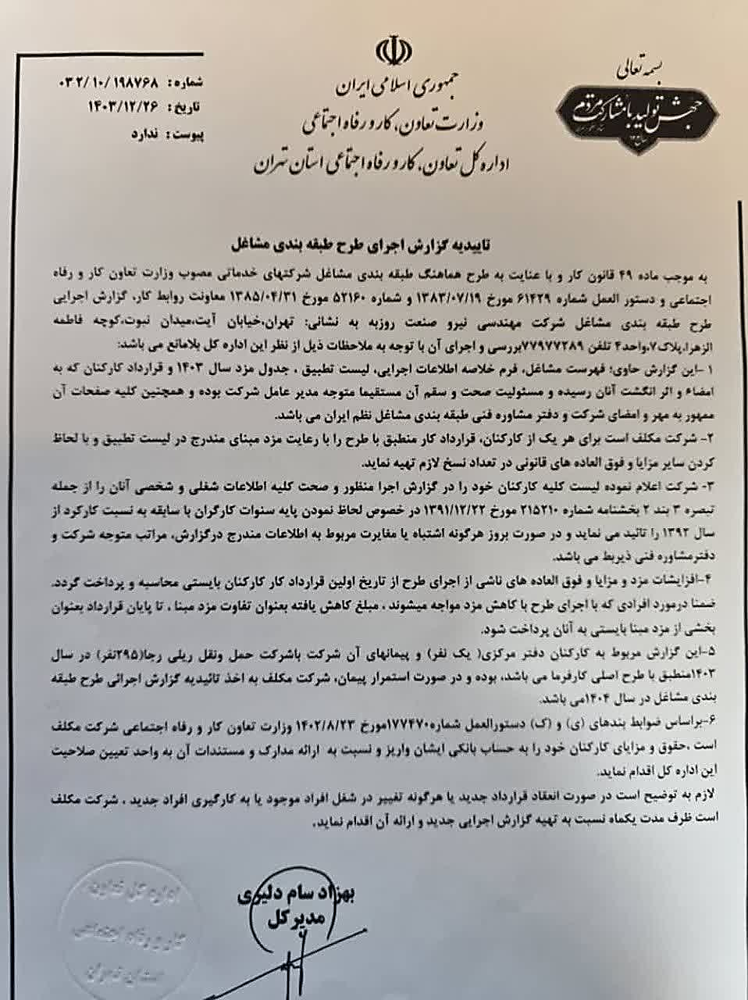 بسمه تعالی
جهش تولید با مشارکت مردم
جمهوری اسلامی ایران
وزارت تعاون، کار و رفاه اجتماعی
اداره کل تعاون، کار و رفاه اجتماعی استان تهران
شماره : ۰۳۲/۱۰/۱۹۸۷۶۸
تاریخ : ۱۴۰۳/۱۲/۲۶
پیوست : ندارد
تاییدیه گزارش اجرای طرح طبقه بندی مشاغل
به موجب ماده ۴۹ قانون کار و با عنایت به طرح هماهنگ طبقه بندی مشاغل شرکتهای خدماتی مصوب وزارت تعاون کار و رفاه
اجتماعی و دستور العمل شماره ۶۱۴۲۹ مورخ ۱۳۸۳/۰۷/۱۹ و شماره ۵۲۱۶۰ مورخ ۱۳۸۵/۰۴/۳۱ معاونت روابط کار، گزارش اجرایی
طرح طبقه بندی مشاغل شرکت مهندسی نیرو صنعت روزبه به نشانی: تهران،خیابان آیت،میدان نبوت،کوچه فاطمه
الزهرا،پلاک۷،واحد۴ تلفن ۷۷۹۷۷۲۸۹بررسی و اجرای آن با توجه به ملاحظات ذیل از نظر این اداره کل بلامانع می باشد:
۱ -این گزارش حاوی: فهرست مشاغل، فرم خلاصه اطلاعات اجرایی، لیست تطبیق ، جدول مزد سال ۱۴۰۳ و قرارداد کارکنان که به
امضاء و اثر انگشت آنان رسیده و مسئولیت صحت و سقم آن مستقیما متوجه مدیر عامل شرکت بوده و همچنین کلیه صفحات آن
ممهور به مهر و امضای شرکت و دفتر مشاوره فنی طبقه بندی مشاغل نظم ایران می باشد.
۲- شرکت مکلف است برای هر یک از کارکنان، قرارداد کار منطبق با طرح را با رعایت مزد مبنای مندرج در لیست تطبیق و با لحاظ
کردن سایر مزایا و فوق العاده های قانونی در تعداد نسخ لازم تهیه نماید.
۳- شرکت اعلام نموده لیست کلیه کارکنان خود را در گزارش اجرا منظور و صحت کلیه اطلاعات شغلی و شخصی آنان را از جمله
تبصره ۳ بند ۲ بخشنامه شماره ۲۱۵۲۱۰ مورخ ۱۳۹۱/۱۲/۲۲ در خصوص لحاظ نمودن پایه سنوات کارگران با سابقه به نسبت کارکرد از
سال ۱۳۹۲ را تائید می نماید و در صورت بروز هرگونه اشتباه یا مغایرت مربوط به اطلاعات مندرج درگزارش، مراتب متوجه شرکت و
دفترمشاوره فنی ذیربط می باشد.
۴-افزایشات مزد و مزایا و فوق العاده های ناشی از اجرای طرح از تاریخ اولین قرارداد کار کارکنان بایستی محاسبه و پرداخت گردد.
ضمنا درمورد افرادی که با اجرای طرح با کاهش مزد مواجه میشوند ، مبلغ کاهش یافته بعنوان تفاوت مزد مبنا ، تا پایان قرارداد بعنوان
بخشی از مزد مبنا بایستی به آنان پرداخت شود.
۵-این گزارش مربوط به کارکنان دفتر مرکزی( یک نفر) و پیمانهای آن شرکت باشرکت حمل ونقل ریلی رجا(۲۹۵نفر) در سال
۱۴۰۳منطبق با طرح اصلی کارفرما می باشد، بوده و در صورت استمرار پیمان، شرکت مکلف به اخذ تائیدیه گزارش اجرائی طرح طبقه
بندی مشاغل در سال ۱۴۰۴می باشد.
۶-براساس ضوابط بندهای (ی) و (ک) دستورالعمل شماره۱۷۷۴۷۰مورخ ۱۴۰۲/۸/۲۳ وزارت تعاون کار و رفاه اجتماعی شرکت مکلف
است ،حقوق و مزایای کارکنان خود را به حساب بانکی ایشان واریز و نسبت به ارائه مدارک و مستندات آن به واحد تعیین صلاحیت
این اداره کل اقدام نماید.
لازم به توضیح است در صورت انعقاد قرارداد جدید یا هرگونه تغییر در شغل افراد موجود یا به کارگیری افراد جدید ، شرکت مکلف
است ظرف مدت یکماه نسبت به تهیه گزارش اجرایی جدید و ارائه آن اقدام نماید.
بهزاد سام دلیری
مدیر کل
اداره کل تعاون
کار و رفاه اجتماعی
استان تهران